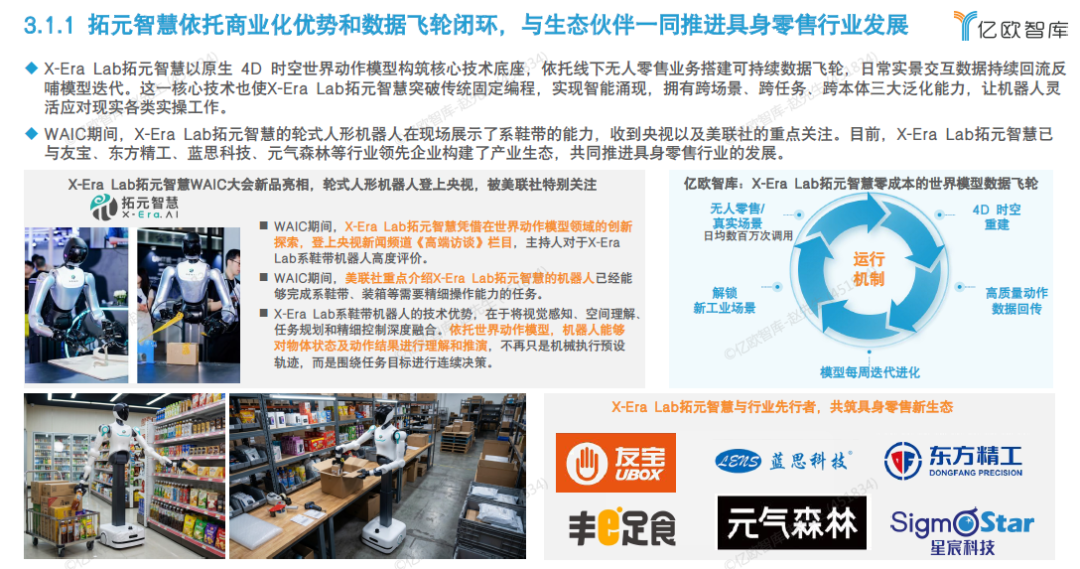 3.1.1 拓元智慧依托商业化优势和数据飞轮闭环，与生态伙伴一同推进具身零售行业发展
亿欧智库
X-Era Lab拓元智慧以原生 4D 时空世界动作模型构筑核心技术底座，依托线下无人零售业务搭建可持续数据飞轮，日常实景交互数据持续回流反
哺模型迭代。这一核心技术也使X-Era Lab拓元智慧突破传统固定编程，实现智能涌现，拥有跨场景、跨任务、跨本体三大泛化能力，让机器人灵
活应对现实各类实操工作。
WAIC期间，X-Era Lab拓元智慧的轮式人形机器人在现场展示了系鞋带的能力，收到央视以及美联社的重点关注。目前，X-Era Lab拓元智慧已
与友宝、东方精工、蓝思科技、元气森林等行业领先企业构建了产业生态，共同推进具身零售行业的发展。
X-Era Lab拓元智慧WAIC大会新品亮相，轮式人形机器人登上央视，被美联社特别关注
拓元智慧
X-Era.AI
WAIC期间，X-Era Lab拓元智慧凭借在世界动作模型领域的创新
探索，登上央视新闻频道《高端访谈》栏目，主持人对于X-Era
Lab系鞋带机器人高度评价。
WAIC期间，美联社重点介绍X-Era Lab拓元智慧的机器人已经能
够完成系鞋带、装箱等需要精细操作能力的任务。
X-Era Lab系鞋带机器人的技术优势，在于将视觉感知、空间理解、
任务规划和精细控制深度融合。依托世界动作模型，机器人能够
对物体状态及动作结果进行理解和推演，不再只是机械执行预设
轨迹，而是围绕任务目标进行连续决策。
亿欧智库：X-Era Lab拓元智慧零成本的世界模型数据飞轮
无人零售/
真实场景
日均数百万次调用
4D 时空
重建
运行
机制
解锁
新工业场景
高质量动作
数据回传
模型每周迭代进化
X-Era Lab拓元智慧与行业先行者，共筑具身零售新生态
友宝
UBOX
LENS 蓝思科技
东方精工
DONGFANG PRECISION
丰e足食
元气森林
SigmaStar
星宸科技